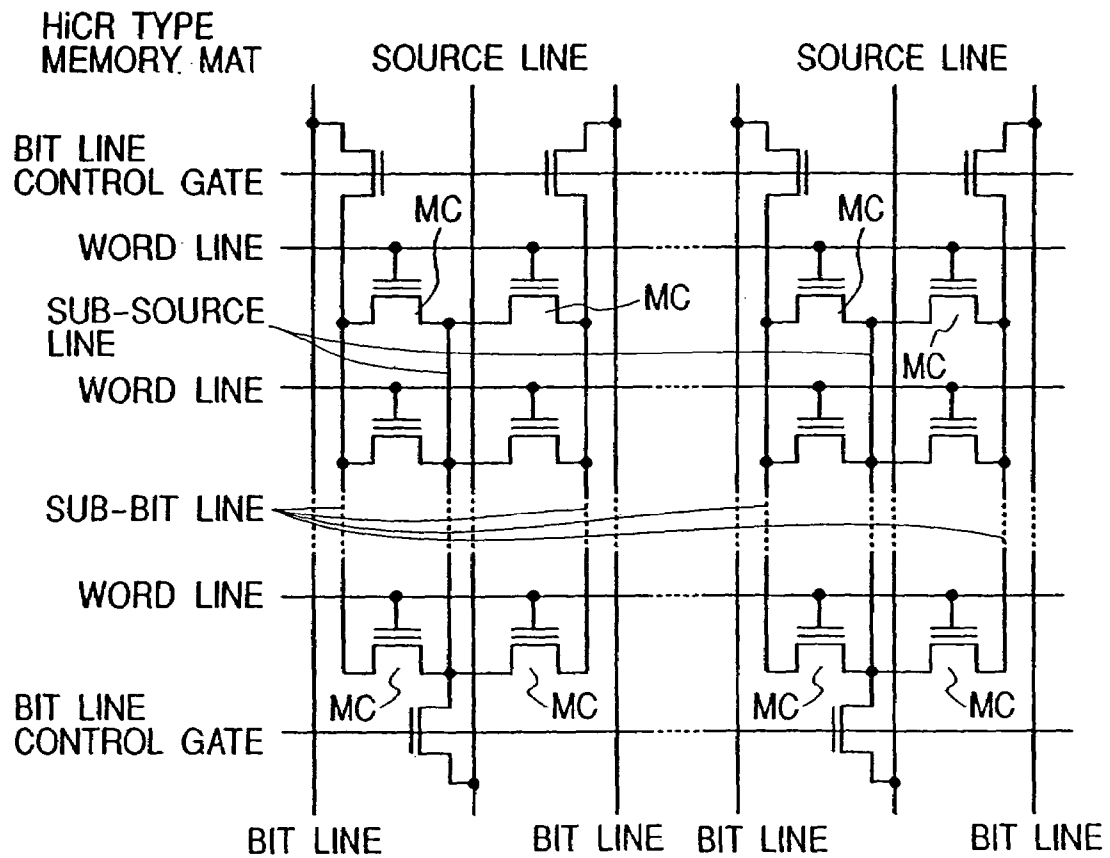 HiCR TYPE
MEMORY. MAT
SOURCE LINE
SOURCE LINE
BIT LINE
CONTROL GATE
MC
MC
WORD LINE
MC
SUB-SOURCE
LINE
MC
WORD LINE
SUB-BIT LINE
WORD LINE
MC
MC
MC
MC
BIT LINE
CONTROL GATE
BIT LINE
BIT LINE
BIT LINE
BIT LINE